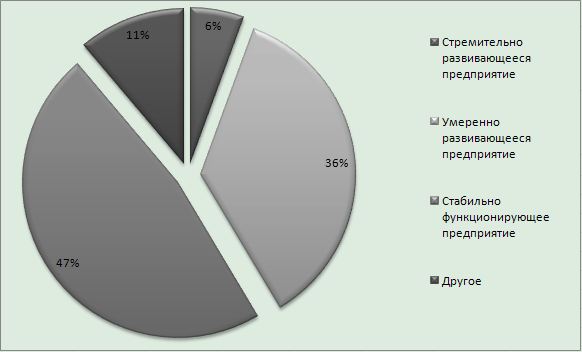 11%
6%
36%
47%
Стремительно
развивающееся
предприятие
Умеренно
развивающееся
предприятие
Стабильно
функционирующее
предприятие
Другое